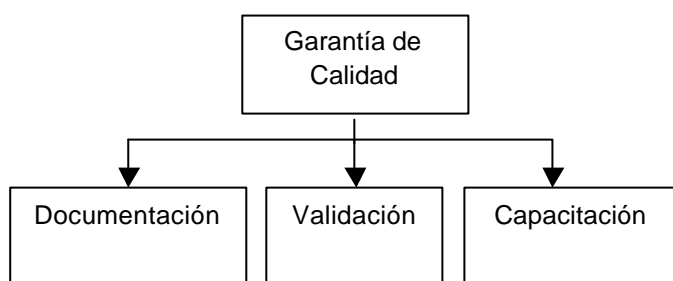 Garantía de
Calidad
Documentación
Validación
Capacitación